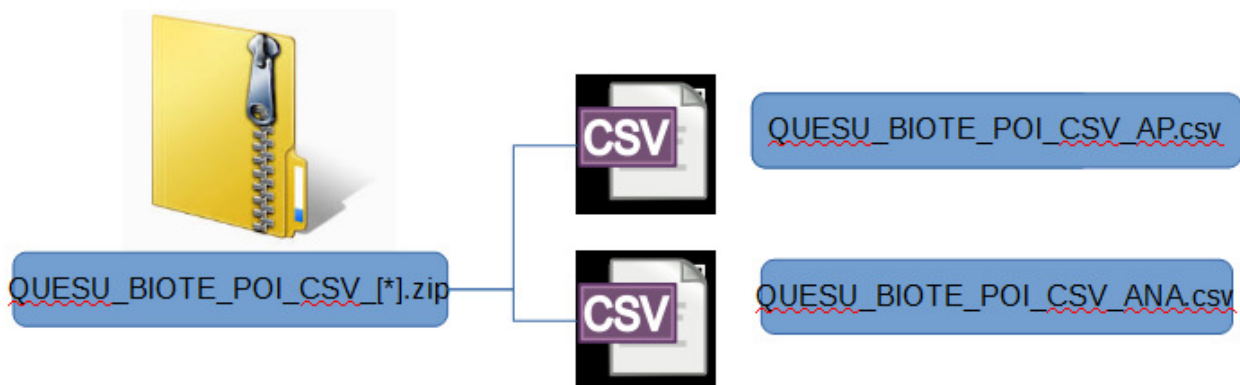 CSV
QUESU_BIOTE_POI_CSV_AP.csv
QUESU_BIOTE_POI_CSV_[*].zip
CSV
QUESU_BIOTE_POI_CSV_ANA.csv